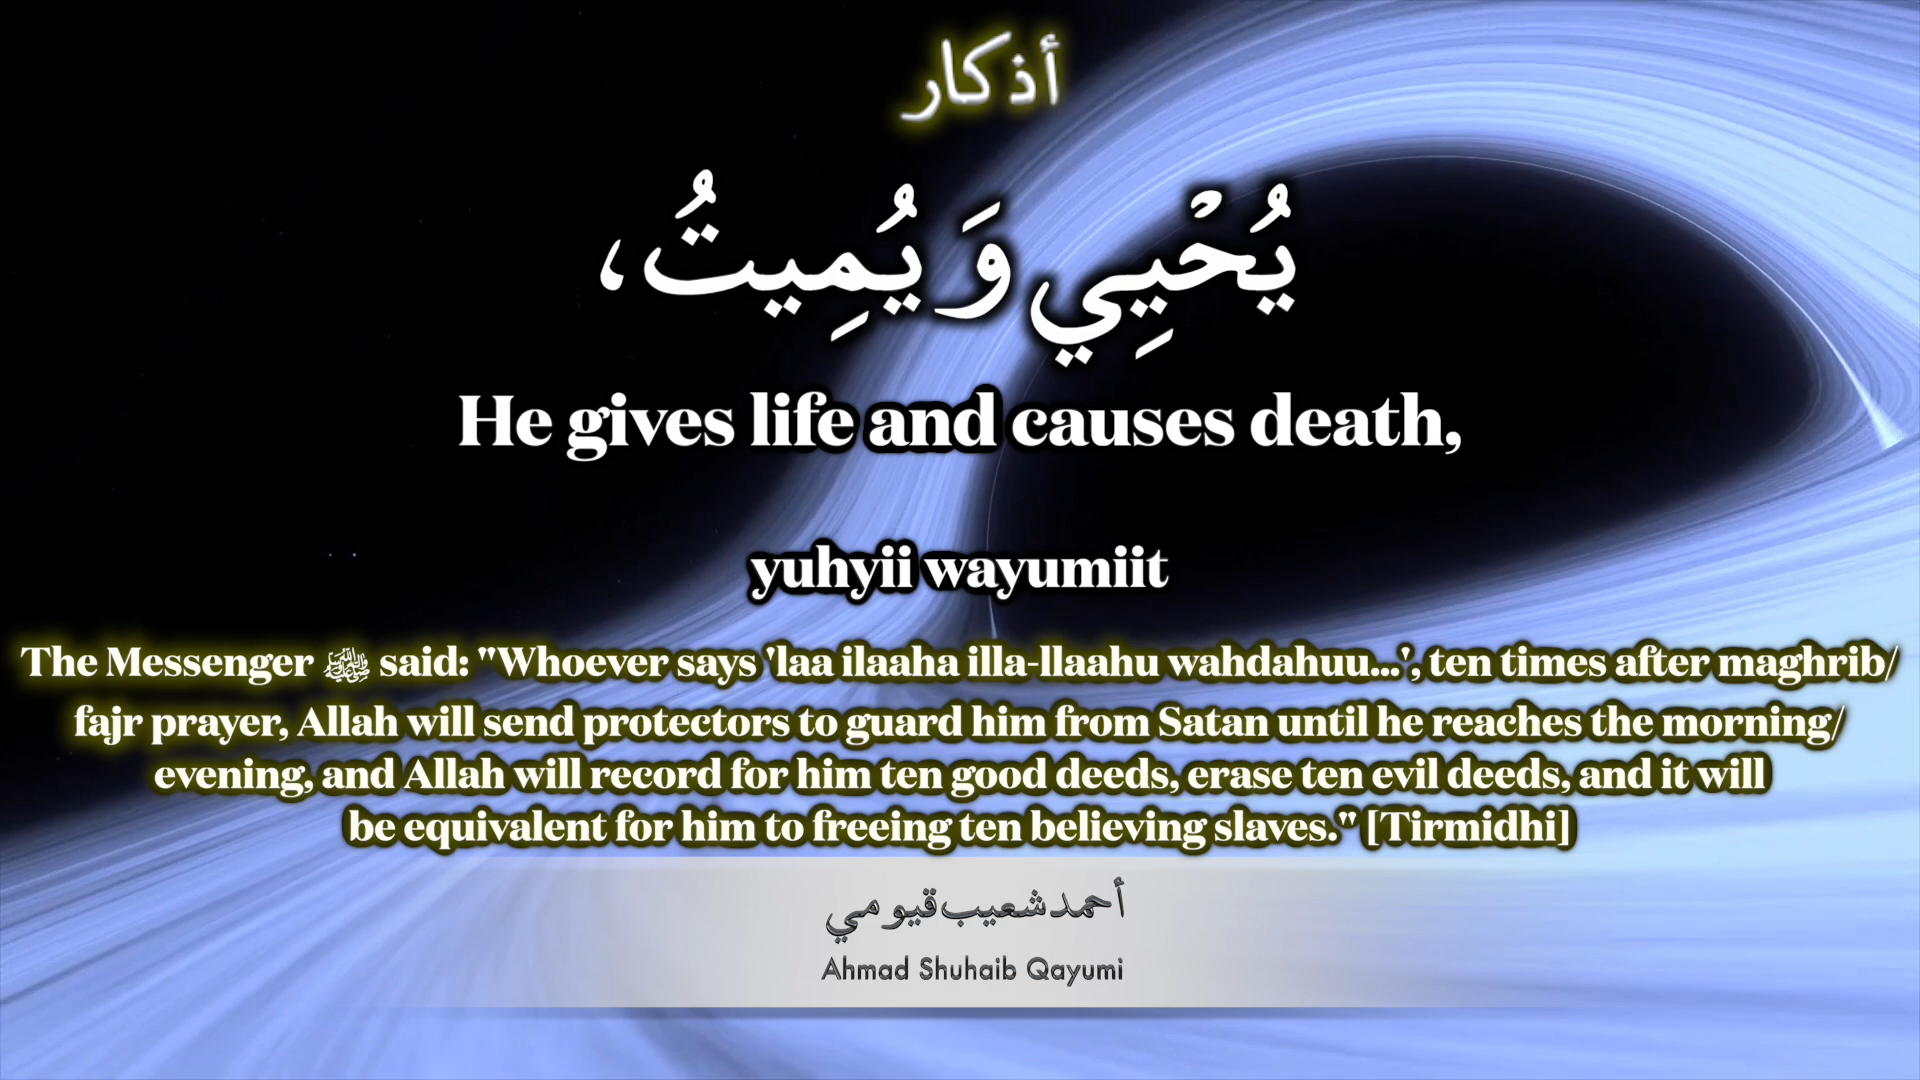 أذكار
يُحْيِي وَيُمِيتُ،
He gives life and causes death,
yuhyii wayumiit
The Messenger ﷺ said: "Whoever says 'laa ilaaha illa-llaahu wahdahuu...', ten times after maghrib/
fajr prayer, Allah will send protectors to guard him from Satan until he reaches the morning/
evening, and Allah will record for him ten good deeds, erase ten evil deeds, and it will
be equivalent for him to freeing ten believing slaves." [Tirmidhi]
أحمد شعيب قيومي
Ahmad Shuhaib Qayumi